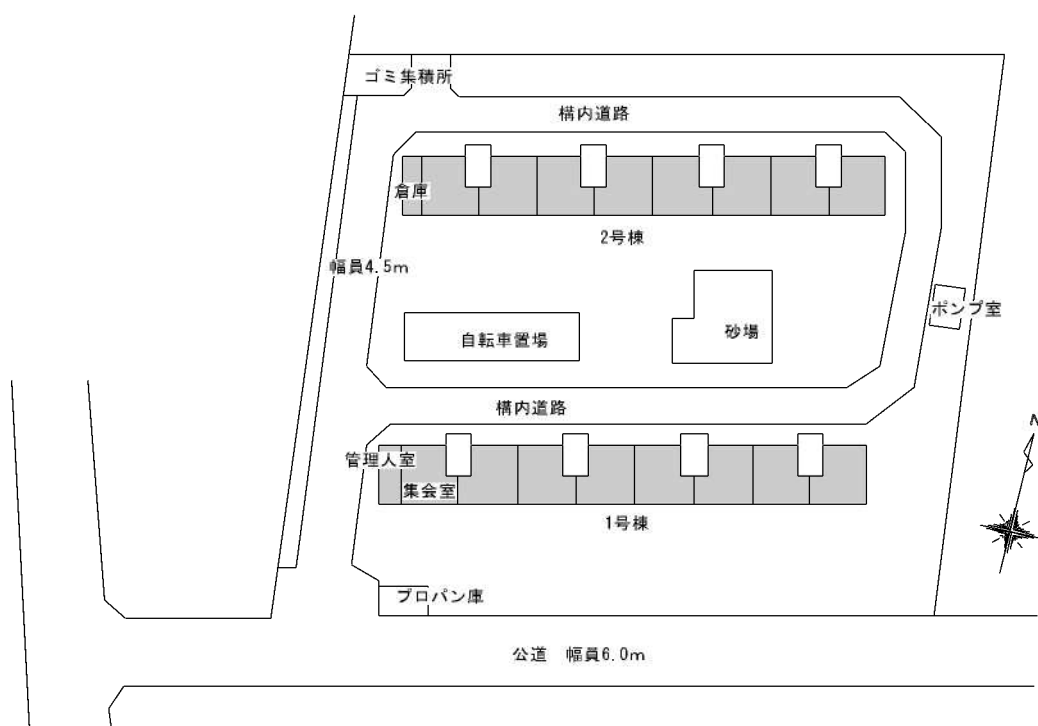 ゴミ集積所
構内道路
倉庫
2号棟
幅員4.5m
ポンプ室
自転車置場
砂場
構内道路
N
管理人室
集会室
1号棟
プロパン庫
公道 幅員6.0m